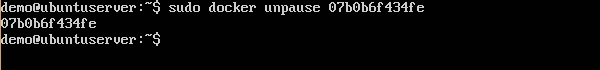 demo@ubuntuserver:~$ sudo docker unpause 07b0b6f434fe
07b0b6f434fe
demo@ubuntuserver:~$